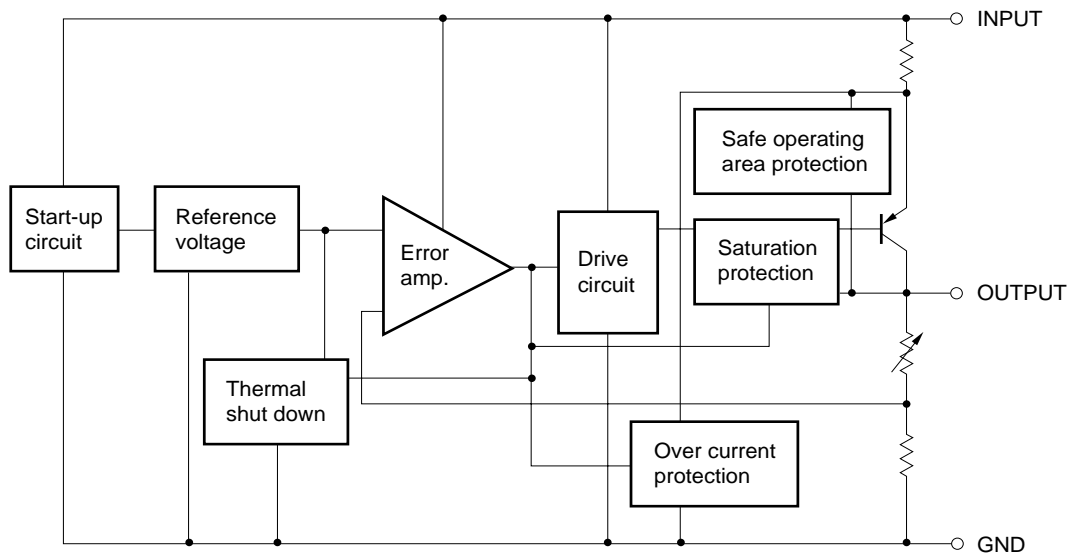 INPUT
Safe operating
area protection
Start-up
circuit
Reference
voltage
Error
amp.
Drive
circuit
Saturation
protection
OUTPUT
Thermal
shut down
Over current
protection
GND